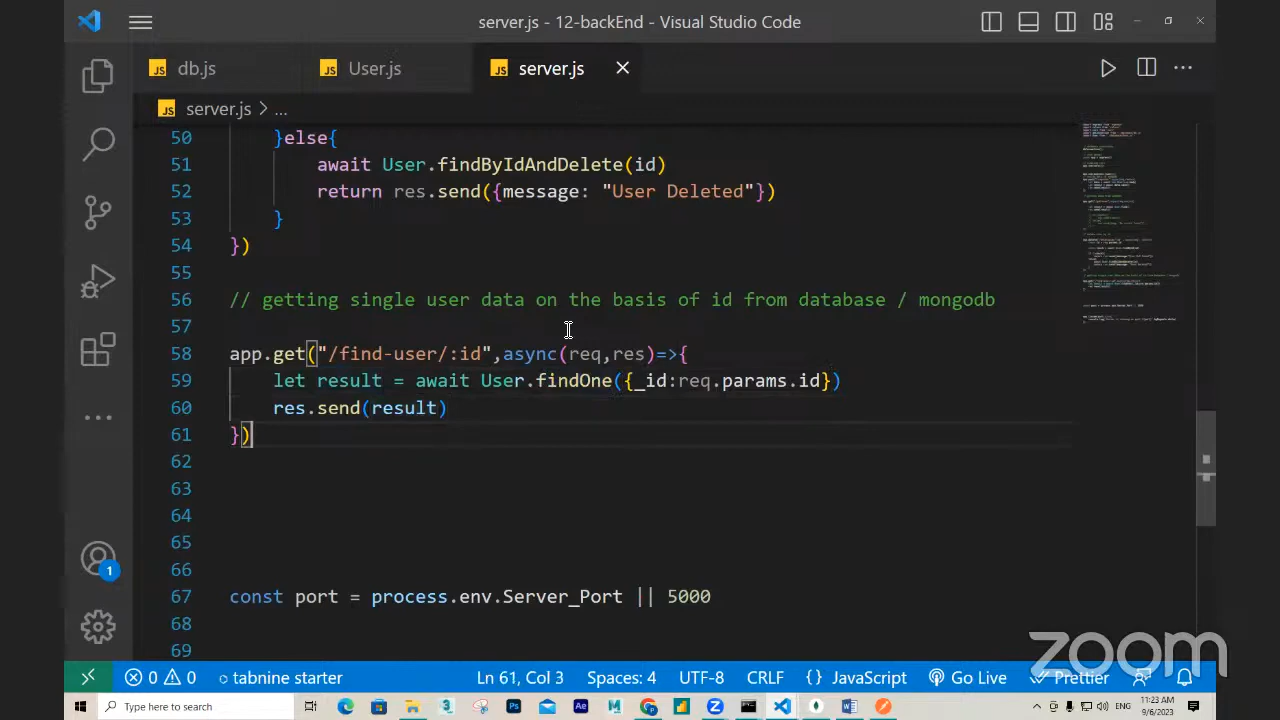 server.js - 12-backEnd - Visual Studio Code
JS db.js
JS User.js
JS server.js
JS server.js > ...
50 }else{
51 await User.findByIdAndDelete(id)
52 return res.send({message: "User Deleted"})
53 }
54 })
55
56 // getting single user data on the basis of id from database / mongodb
57
58 app.get("/find-user/:id",async(req,res)=>{
59 let result = await User.findOne({_id:req.params.id})
60 res.send(result)
61 })
62
63
64
65
66
67 const port = process.env.Server_Port || 5000
68
69
1
zoom
0 0 tabnine starter Ln 61, Col 3 Spaces: 4 UTF-8 CRLF {} JavaScript Go Live Prettier
Type here to search
11:23 AM
9/6/2023